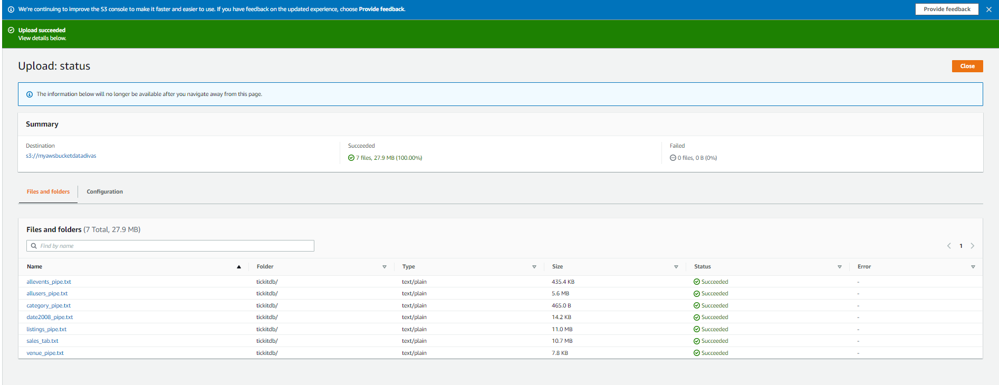 We're continuing to improve the S3 console to make it faster and easier to use. If you have feedback on the updated experience, choose Provide feedback.
Provide feedback
Upload succeeded
View details below.
Upload: status
Close
The information below will no longer be available after you navigate away from this page.
Summary
Destination
s3://myawsbucketdatadivas
Succeeded
7 files, 27.9 MB (100.00%)
Failed
0 files, 0 B (0%)
Files and folders
Configuration
Files and folders (7 Total, 27.9 MB)
Find by name
1
Name Folder Type Size Status Error
allevents_pipe.txt tickitdb/ text/plain 435.4 KB Succeeded -
allusers_pipe.txt tickitdb/ text/plain 5.6 MB Succeeded -
category_pipe.txt tickitdb/ text/plain 465.0 B Succeeded -
date2008_pipe.txt tickitdb/ text/plain 14.2 KB Succeeded -
listings_pipe.txt tickitdb/ text/plain 11.0 MB Succeeded -
sales_tab.txt tickitdb/ text/plain 10.7 MB Succeeded -
venue_pipe.txt tickitdb/ text/plain 7.8 KB Succeeded -